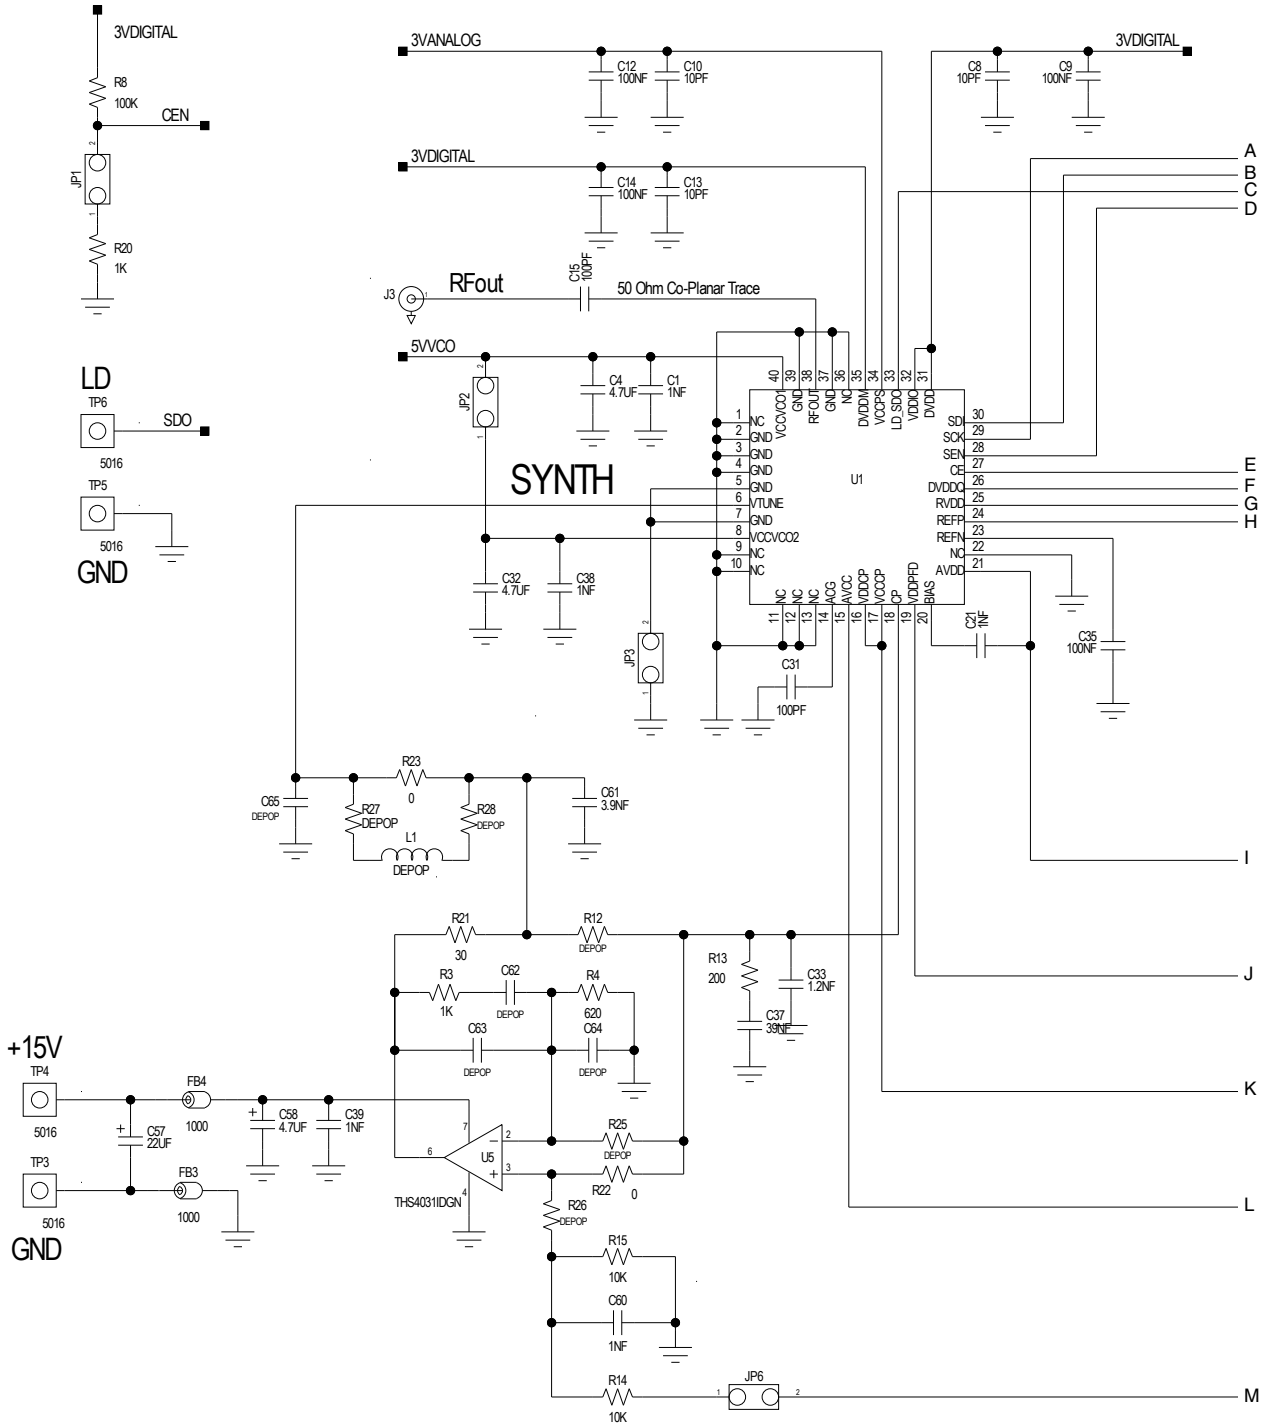 3VDIGITAL
R8
100K
CEN
2
JP1
1
R20
1K
3VANALOG
C12
100NF
C10
10PF
3VDIGITAL
C8
10PF
C9
100NF
3VDIGITAL
C14
100NF
C13
10PF
A
B
C
D
J3
1
RFout
C15
100PF
50 Ohm Co-Planar Trace
5VVCO
2
JP2
1
C4
4.7UF
C1
1NF
LD
TP6
SDO
5016
TP5
5016
GND
SYNTH
U1
40 VCCVCO1
39 GND
38 RFOUT
37 GND
36 NC
35 DVDDM
34 VCCPS
33 LD_SDO
32 VDDIO
31 DVDD
1 NC
2 GND
3 GND
4 GND
5 GND
6 VTUNE
7 GND
8 VCCVCO2
9 NC
10 NC
SDI 30
SCK 29
SEN 28
CE 27
DVDDQ 26
RVDD 25
REFP 24
REFN 23
NC 22
AVDD 21
11 NC
12 NC
13 NC
14 ACG
15 AVCC
16 VDDCP
17 VCCCP
18 CP
19 VDDPFD
20 BIAS
E
F
G
H
C32
4.7UF
C38
1NF
2
JP3
1
C31
100PF
C21
1NF
C35
100NF
R23
0
C65
DEPOP
R27
DEPOP
L1
DEPOP
R28
DEPOP
C61
3.9NF
I
R21
30
R12
DEPOP
R3
1K
C62
DEPOP
R4
620
C63
DEPOP
C64
DEPOP
R13
200
C33
1.2NF
C37
39NF
J
+15V
TP4
5016
FB4
1000
+
C57
22UF
+
C58
4.7UF
C39
1NF
TP3
5016
GND
FB3
1000
7
6
U5
− 2
+ 3
4
THS4031IDGN
R25
DEPOP
R22
0
R26
DEPOP
K
L
R15
10K
C60
1NF
R14
10K
1
JP6
2
M